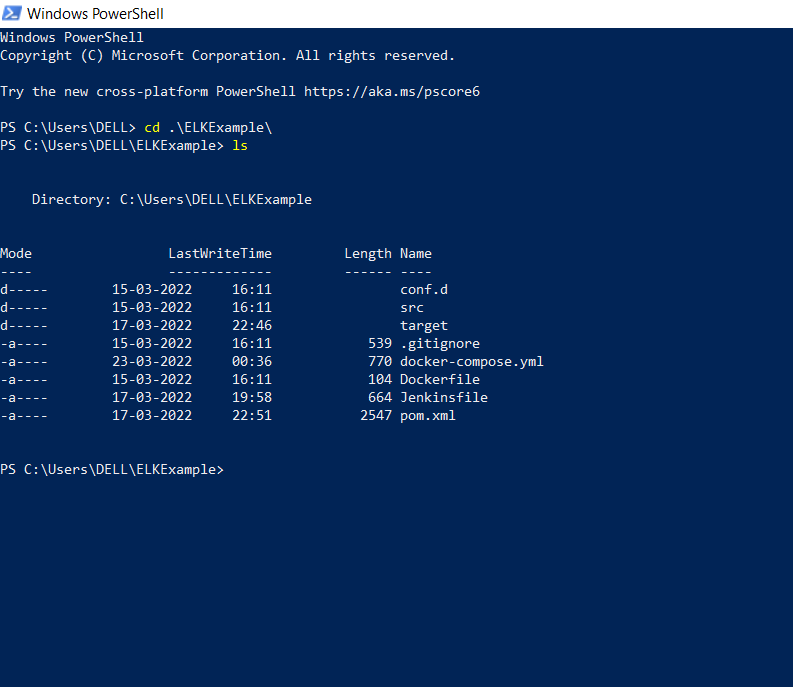 Windows PowerShell
Windows PowerShell
Copyright (C) Microsoft Corporation. All rights reserved.
Try the new cross-platform PowerShell https://aka.ms/pscore6
PS C:\Users\DELL> cd .\ELKExample\
PS C:\Users\DELL\ELKExample> ls
    Directory: C:\Users\DELL\ELKExample
Mode                 LastWriteTime         Length Name
----                 -------------         ------ ----
d-----        15-03-2022     16:11                conf.d
d-----        15-03-2022     16:11                src
d-----        17-03-2022     22:46                target
-a----        15-03-2022     16:11            539 .gitignore
-a----        23-03-2022     00:36            770 docker-compose.yml
-a----        15-03-2022     16:11            104 Dockerfile
-a----        17-03-2022     19:58            664 Jenkinsfile
-a----        17-03-2022     22:51           2547 pom.xml
PS C:\Users\DELL\ELKExample>